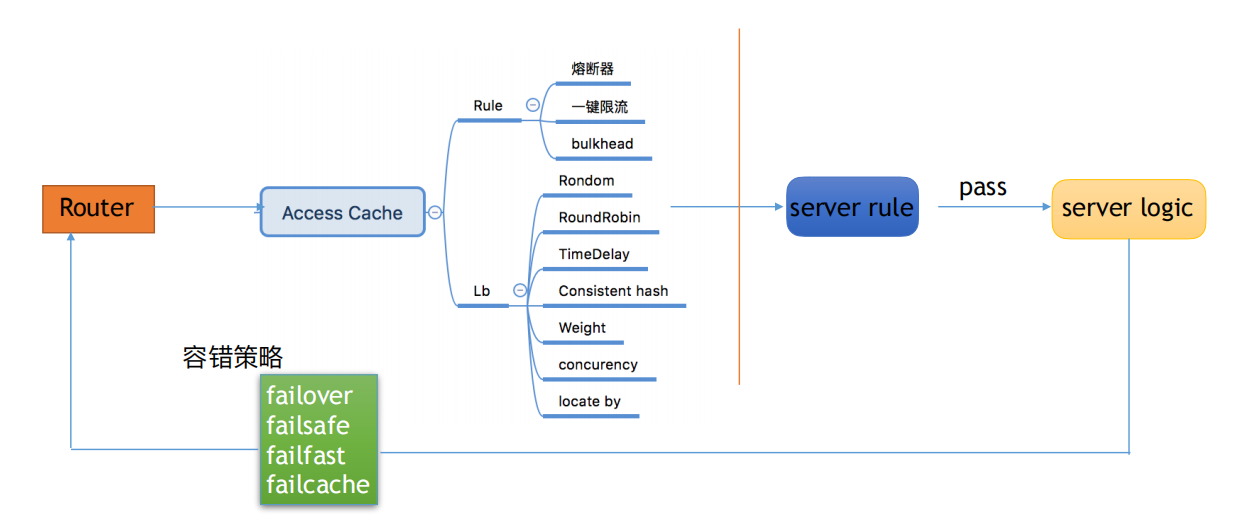 Router
Access Cache
Rule
熔断器
一键限流
bulkhead
Lb
Rondom
RoundRobin
TimeDelay
Consistent hash
Weight
concurency
locate by
server rule
pass
server logic
容错策略
failover
failsafe
failfast
failcache